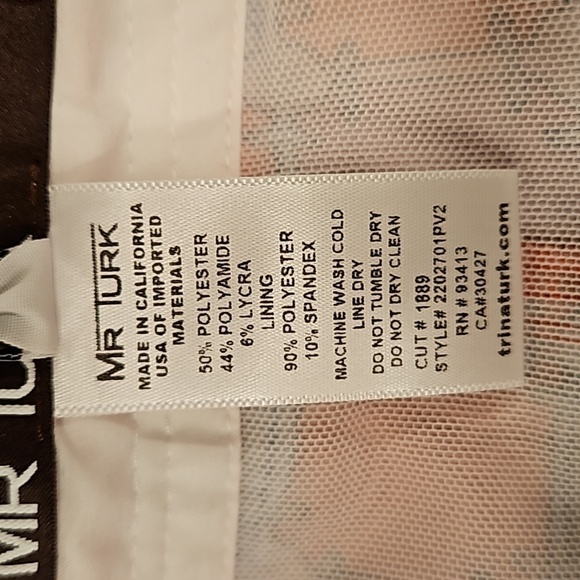 MR TURK
MADE IN CALIFORNIA
USA OF IMPORTED
MATERIALS
50% POLYESTER
44% POLYAMIDE
6% LYCRA
LINING
90% POLYESTER
10% SPANDEX
MACHINE WASH COLD
LINE DRY
DO NOT TUMBLE DRY
DO NOT DRY CLEAN
CUT# 1889
STYLE# 2202701PV2
RN# 93413
CA#30427
trinaturk.com
MR TU